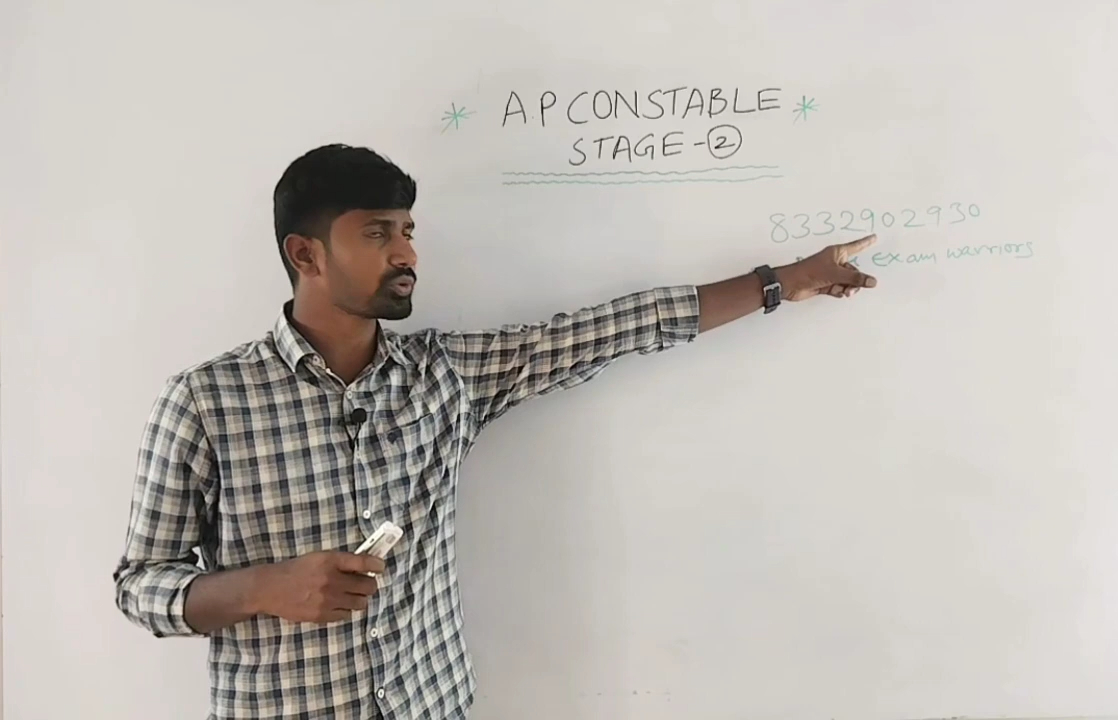 * A.P CONSTABLE *
STAGE - 2
8332902930
exam warriors